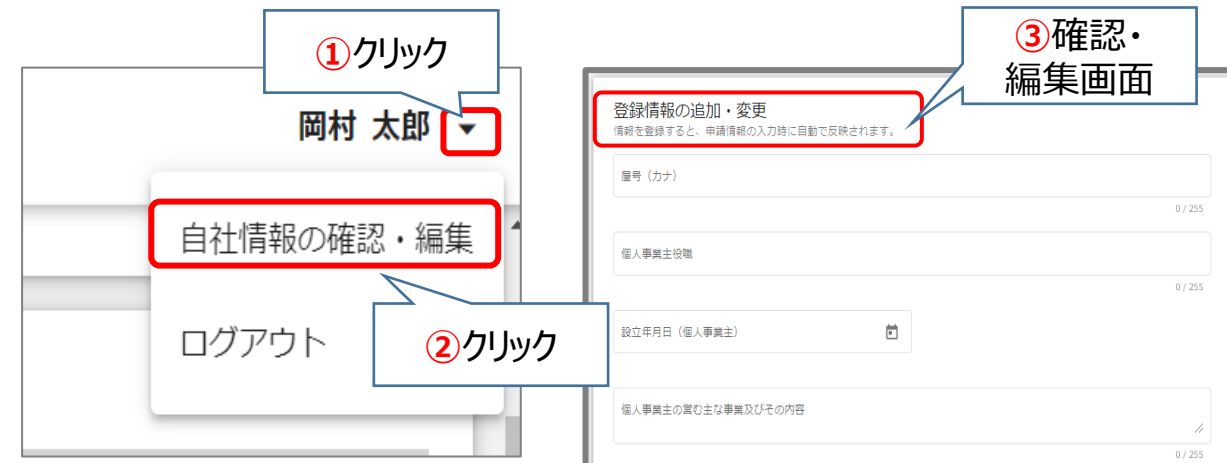 ①クリック
岡村 太郎
自社情報の確認・編集
ログアウト
②クリック
③確認・
編集画面
登録情報の追加・変更
情報を登録すると、申請情報の入力時に自動で反映されます。
屋号（カナ）
0 / 255
個人事業主役職
0 / 255
設立年月日（個人事業主）
個人事業主の営む主な事業及びその内容
0 / 255